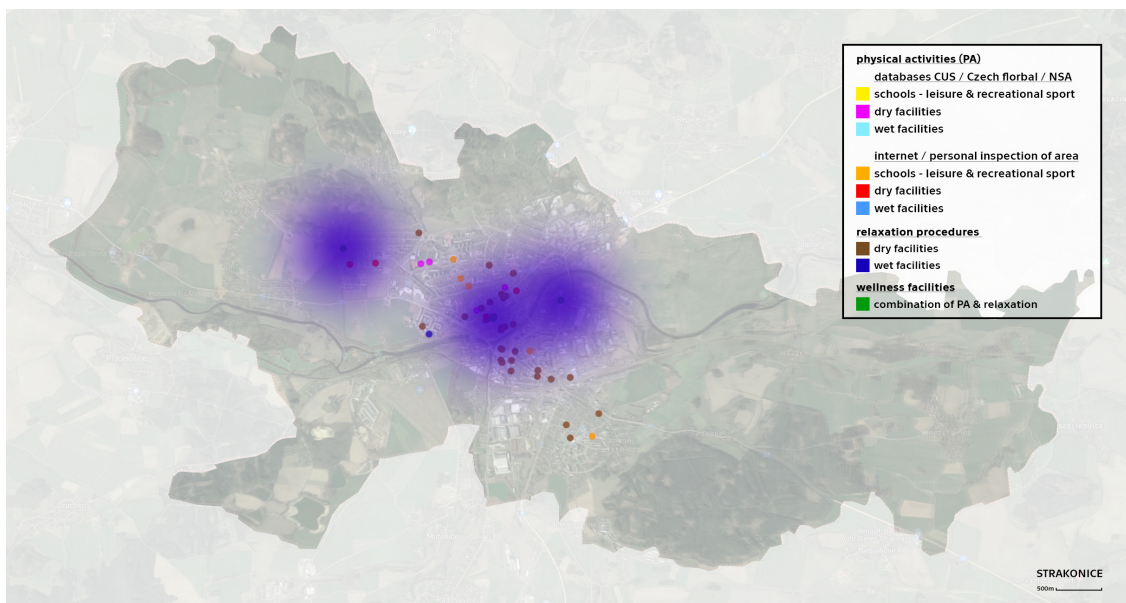 physical activities (PA)
databases CUS / Czech florbal / NSA
schools - leisure & recreational sport
dry facilities
wet facilities
internet / personal inspection of area
schools - leisure & recreational sport
dry facilities
wet facilities
relaxation procedures
dry facilities
wet facilities
wellness facilities
combination of PA & relaxation
STRAKONICE
500m